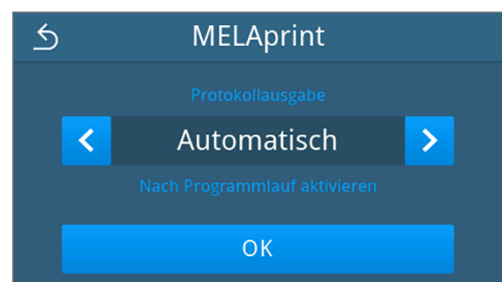 MELAprint
Protokollausgabe
Automatisch
Nach Programmlauf aktivieren
OK